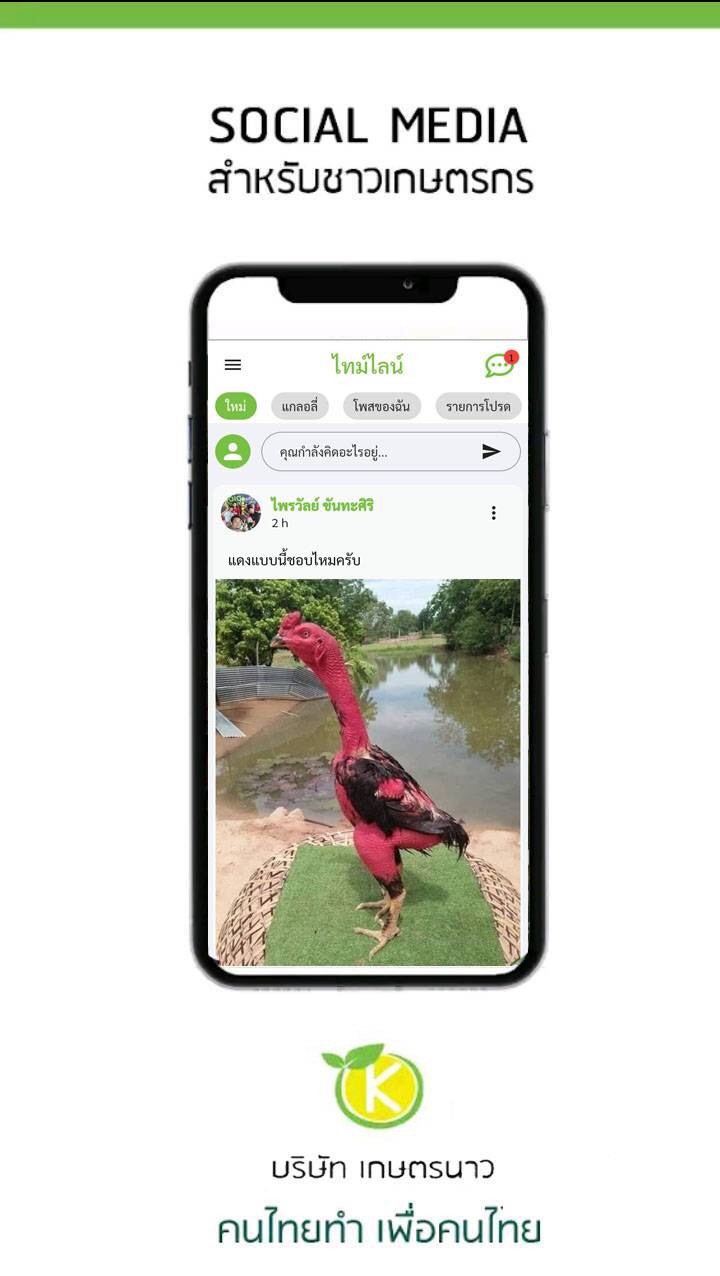 SOCIAL MEDIA
สำหรับชาวเกษตรกร
ไทม์ไลน์
1
ใหม่ แกลอลี่ โพสของฉัน รายการโปรด
คุณกำลังคิดอะไรอยู่...
ไพรวัลย์ ขันทะศิริ
2 h
แดงแบบนี้ชอบไหมครับ
K
บริษัท เกษตรนาว
คนไทยทำ เพื่อคนไทย